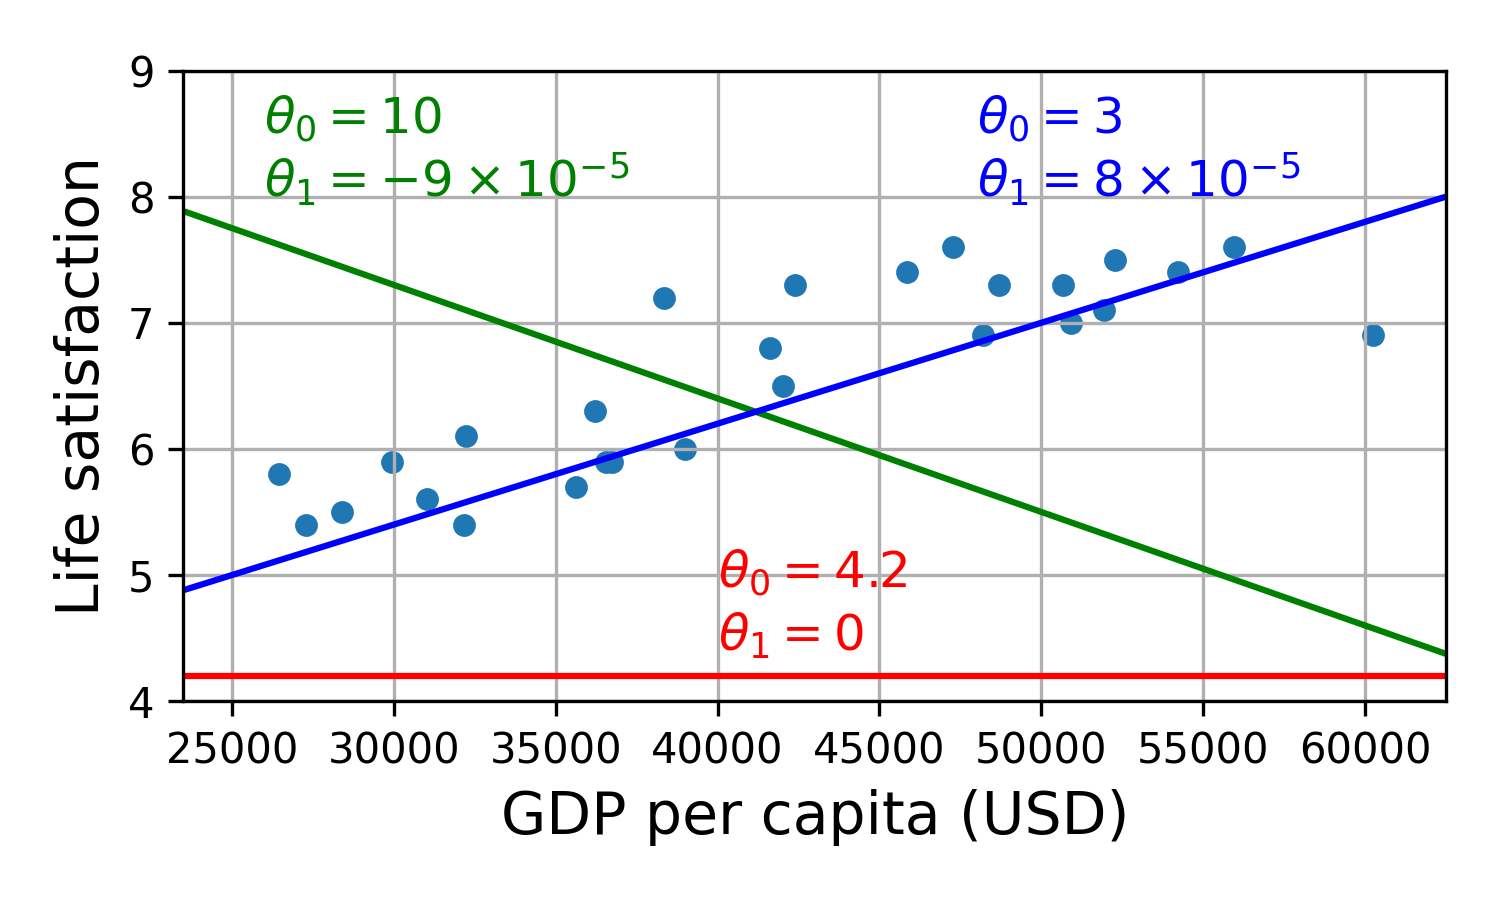 θ₀ = 10
θ₁ = −9 × 10⁻⁵
θ₀ = 3
θ₁ = 8 × 10⁻⁵
θ₀ = 4.2
θ₁ = 0
9
8
7
6
5
4
Life satisfaction
25000 30000 35000 40000 45000 50000 55000 60000
GDP per capita (USD)